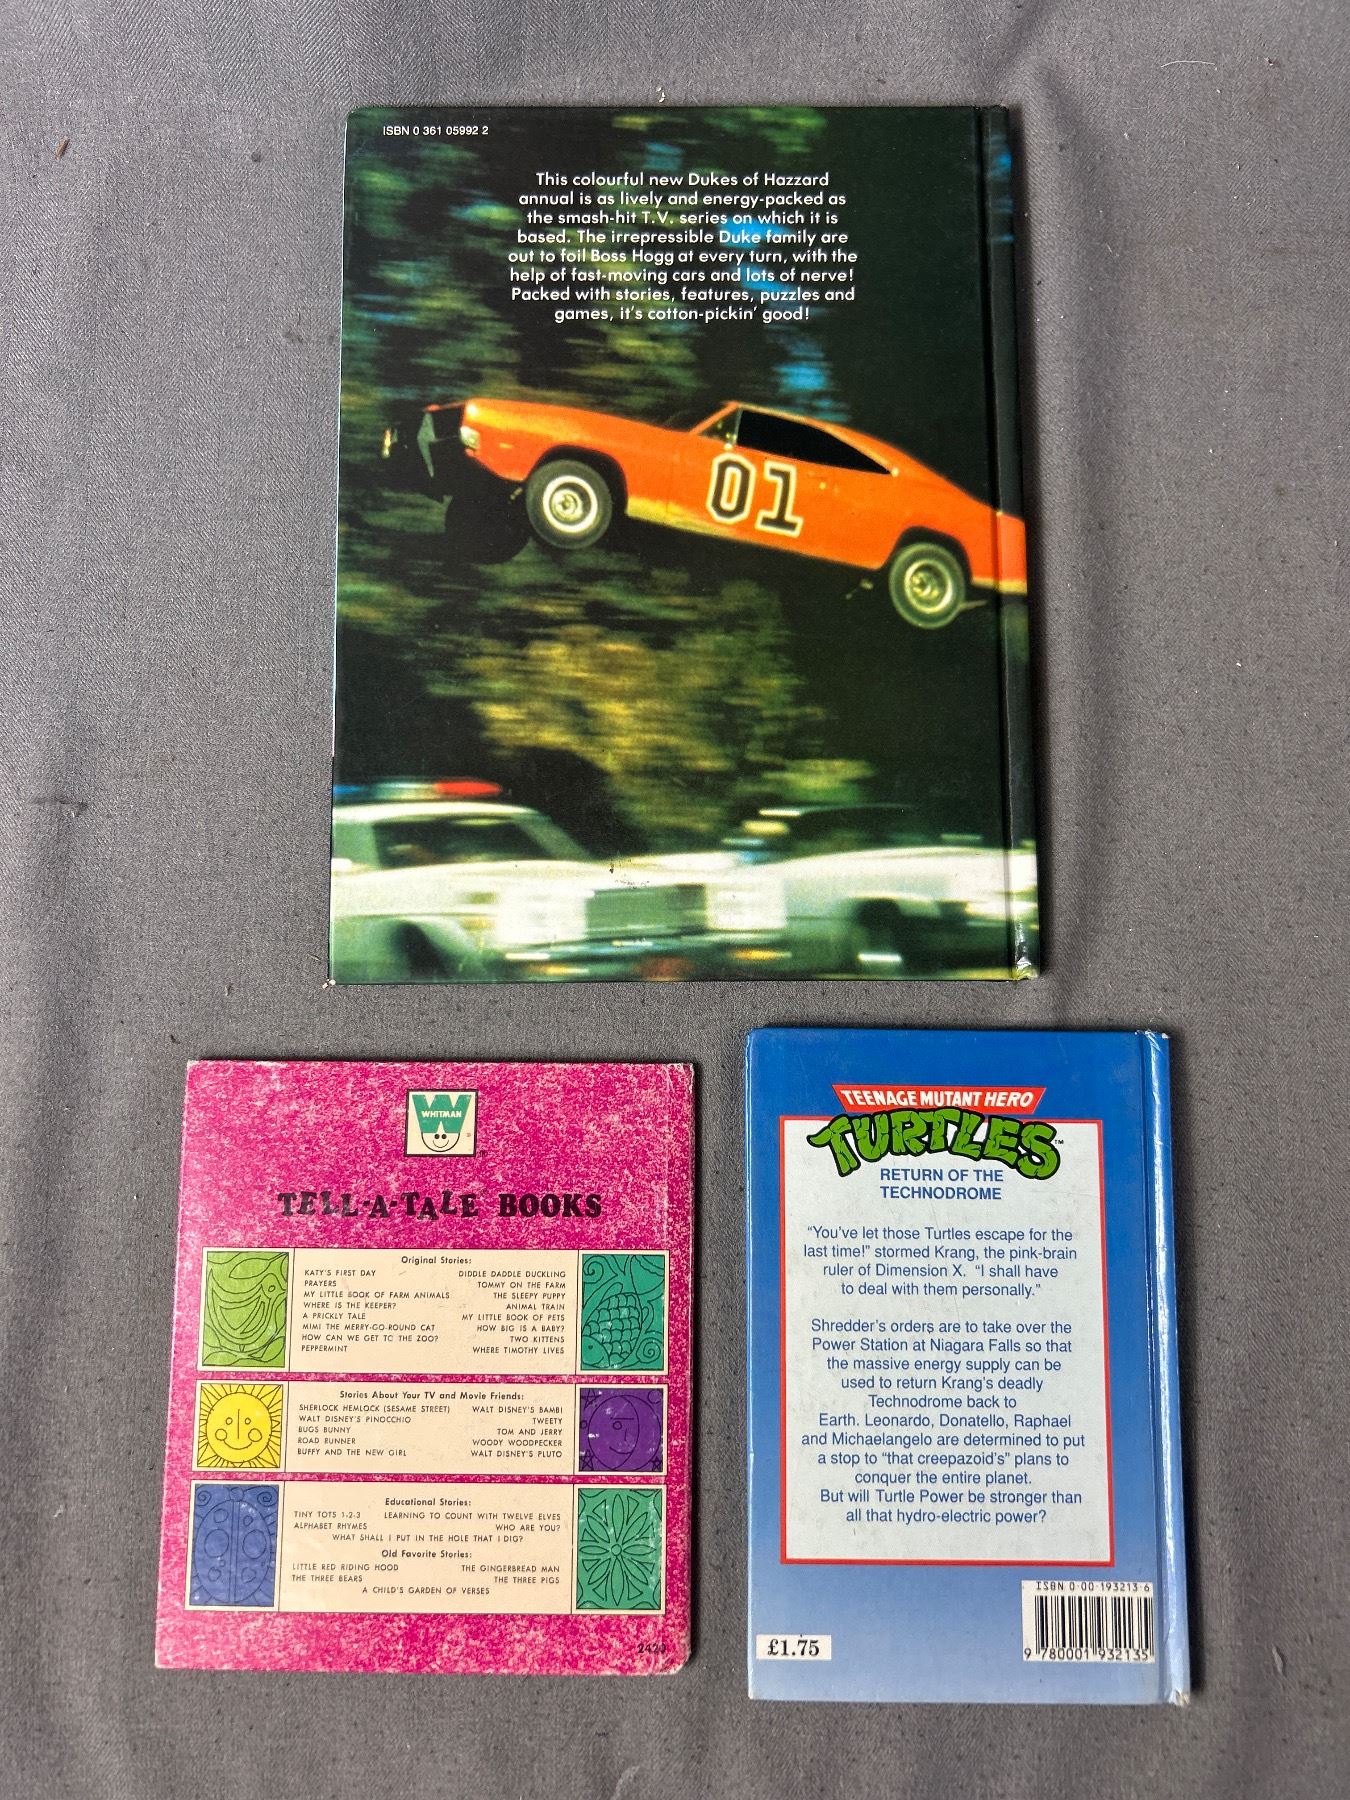 ISBN 0 361 05992 2
This colourful new Dukes of Hazzard
annual is as lively and energy-packed as
the smash-hit T.V. series on which it is
based. The irrepressible Duke family are
out to foil Boss Hogg at every turn, with the
help of fast-moving cars and lots of nerve!
Packed with stories, features, puzzles and
games, it's cotton-pickin' good!
01
WHITMAN
TELL-A-TALE BOOKS
Original Stories:
KATY'S FIRST DAY
PRAYERS
MY LITTLE BOOK OF FARM ANIMALS
WHERE IS THE KEEPER?
A PRICKLY TALE
MIMI THE MERRY-GO-ROUND CAT
HOW CAN WE GET TO THE ZOO?
PEPPERMINT
DIDDLE DADDLE DUCKLING
TOMMY ON THE FARM
THE SLEEPY PUPPY
ANIMAL TRAIN
MY LITTLE BOOK OF PETS
HOW BIG IS A BABY?
TWO KITTENS
WHERE TIMOTHY LIVES
Stories About Your TV and Movie Friends:
SHERLOCK HEMLOCK (SESAME STREET)
WALT DISNEY'S PINOCCHIO
BUGS BUNNY
ROAD RUNNER
BUFFY AND THE NEW GIRL
WALT DISNEY'S BAMBI
TWEETY
TOM AND JERRY
WOODY WOODPECKER
WALT DISNEY'S PLUTO
Educational Stories:
TINY TOTS 1-2-3 LEARNING TO COUNT WITH TWELVE ELVES
ALPHABET RHYMES WHO ARE YOU?
WHAT SHALL I PUT IN THE HOLE THAT I DIG?
Old Favorite Stories:
LITTLE RED RIDING HOOD THE GINGERBREAD MAN
THE THREE BEARS THE THREE PIGS
A CHILD'S GARDEN OF VERSES
TEENAGE MUTANT HERO
TURTLES™
RETURN OF THE
TECHNODROME
"You've let those Turtles escape for the
last time!" stormed Krang, the pink-brain
ruler of Dimension X. "I shall have
to deal with them personally."
Shredder's orders are to take over the
Power Station at Niagara Falls so that
the massive energy supply can be
used to return Krang's deadly
Technodrome back to
Earth. Leonardo, Donatello, Raphael
and Michaelangelo are determined to put
a stop to "that creepazoid's" plans to
conquer the entire planet.
But will Turtle Power be stronger than
all that hydro-electric power?
ISBN 0-00-193213-6
9 780001 932135
£1.75